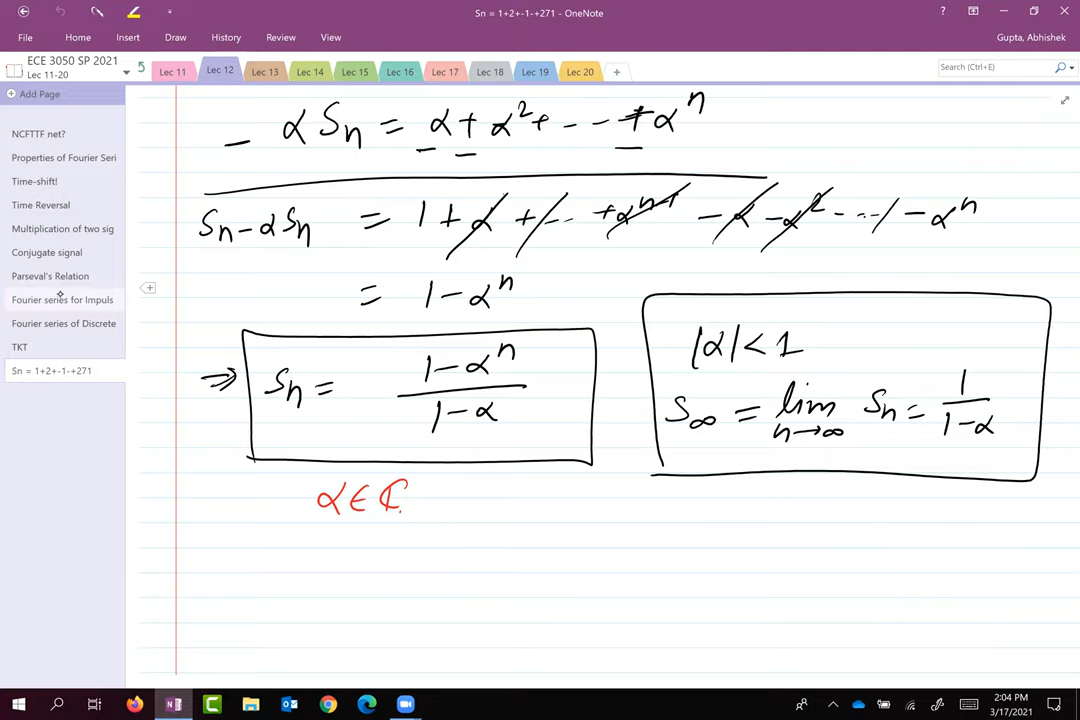 Sn = 1+2+-1-+271 - OneNote
Gupta, Abhishek
File Home Insert Draw History Review View
ECE 3050 SP 2021
Lec 11-20
Lec 11 Lec 12 Lec 13 Lec 14 Lec 15 Lec 16 Lec 17 Lec 18 Lec 19 Lec 20
Search (Ctrl+E)
Add Page
NCFTTF net?
Properties of Fourier Seri
Time-shift!
Time Reversal
Multiplication of two sig
Conjugate signal
Parseval's Relation
Fourier series for Impuls
Fourier series of Discrete
TKT
Sn = 1+2+-1-+271
- α Sn = α + α² + - - - + αⁿ
Sn - αSn = 1 + α + - - + αⁿ⁻¹ - α - α² - - - - αⁿ
= 1 - αⁿ
⇒ Sn = (1 - αⁿ) / (1 - α)
α ∈ ℂ.
|α| < 1
S∞ = lim n→∞ Sn = 1 / (1 - α)
2:04 PM
3/17/2021